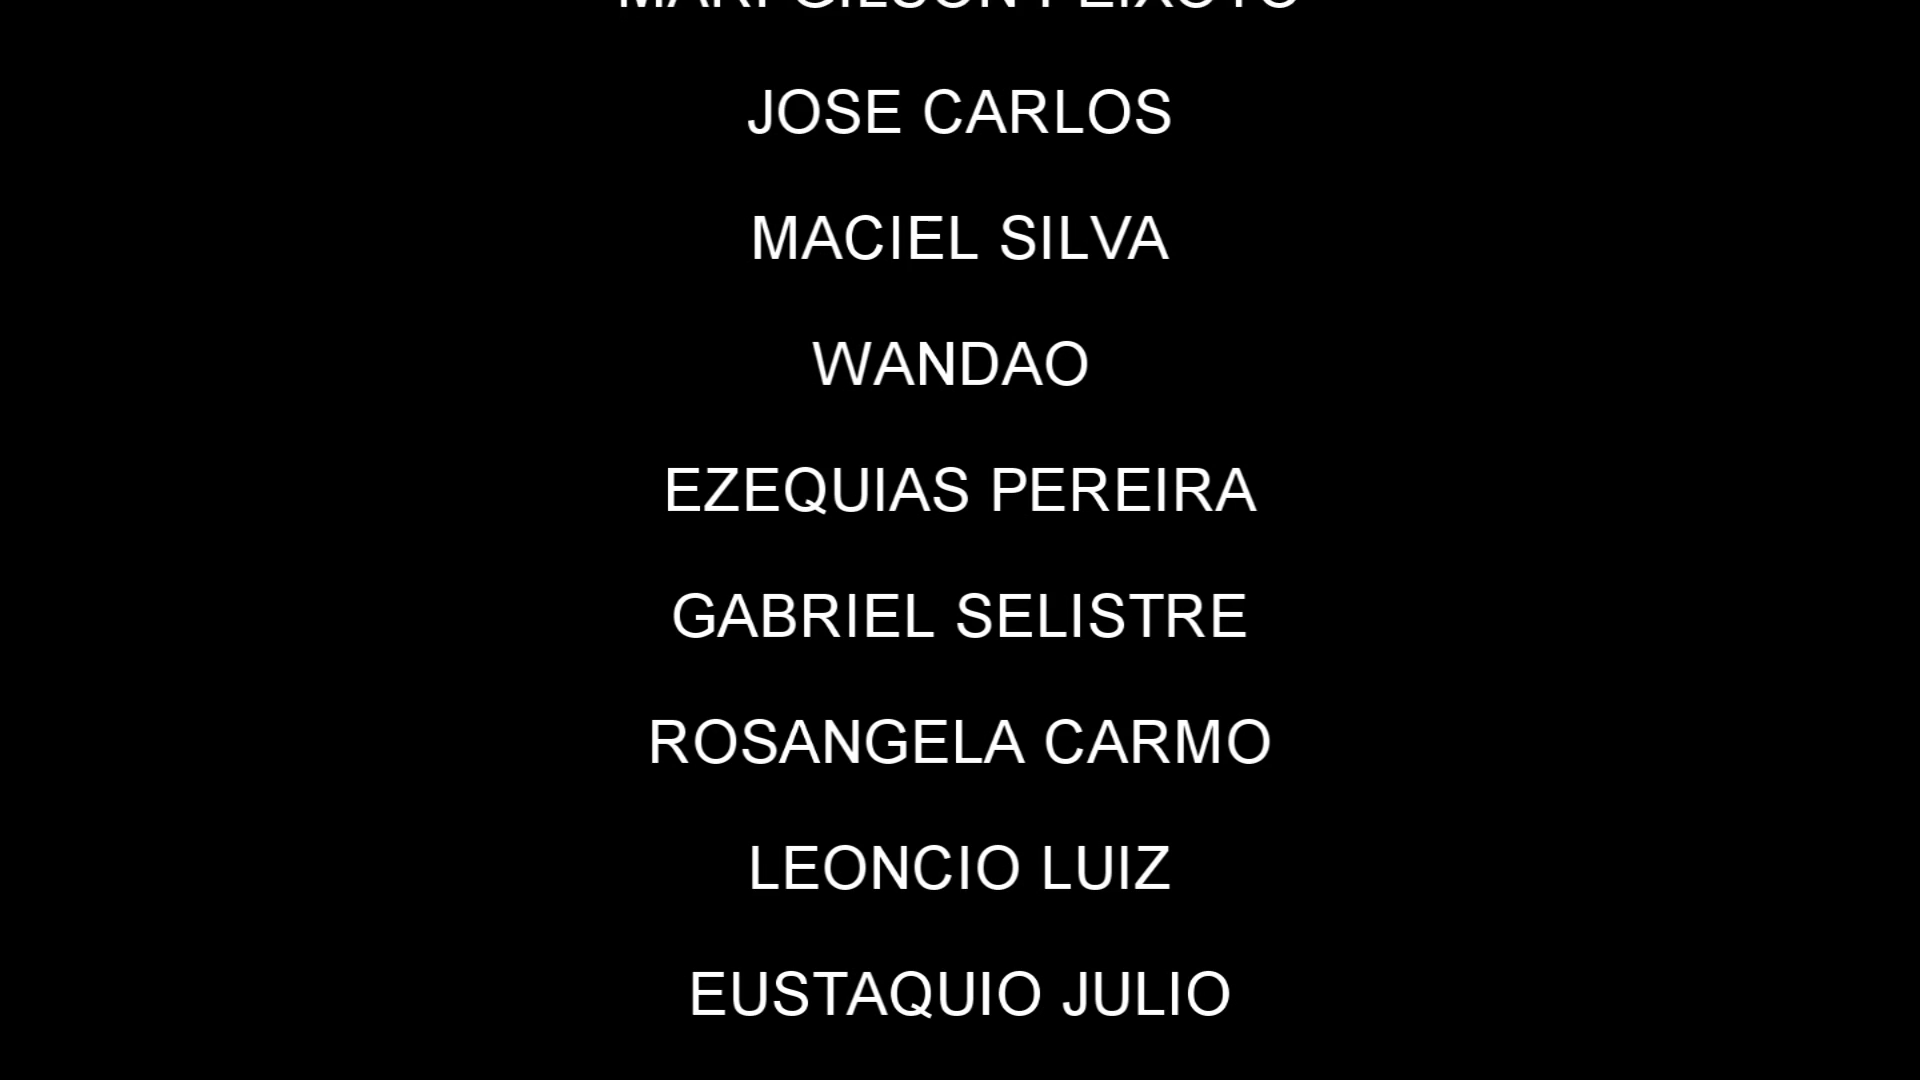 JOSE CARLOS
MACIEL SILVA
WANDAO
EZEQUIAS PEREIRA
GABRIEL SELISTRE
ROSANGELA CARMO
LEONCIO LUIZ
EUSTAQUIO JULIO